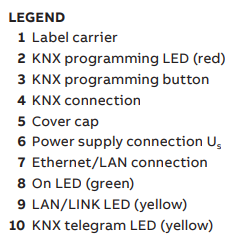 LEGEND
1 Label carrier
2 KNX programming LED (red)
3 KNX programming button
4 KNX connection
5 Cover cap
6 Power supply connection Us
7 Ethernet/LAN connection
8 On LED (green)
9 LAN/LINK LED (yellow)
10 KNX telegram LED (yellow)